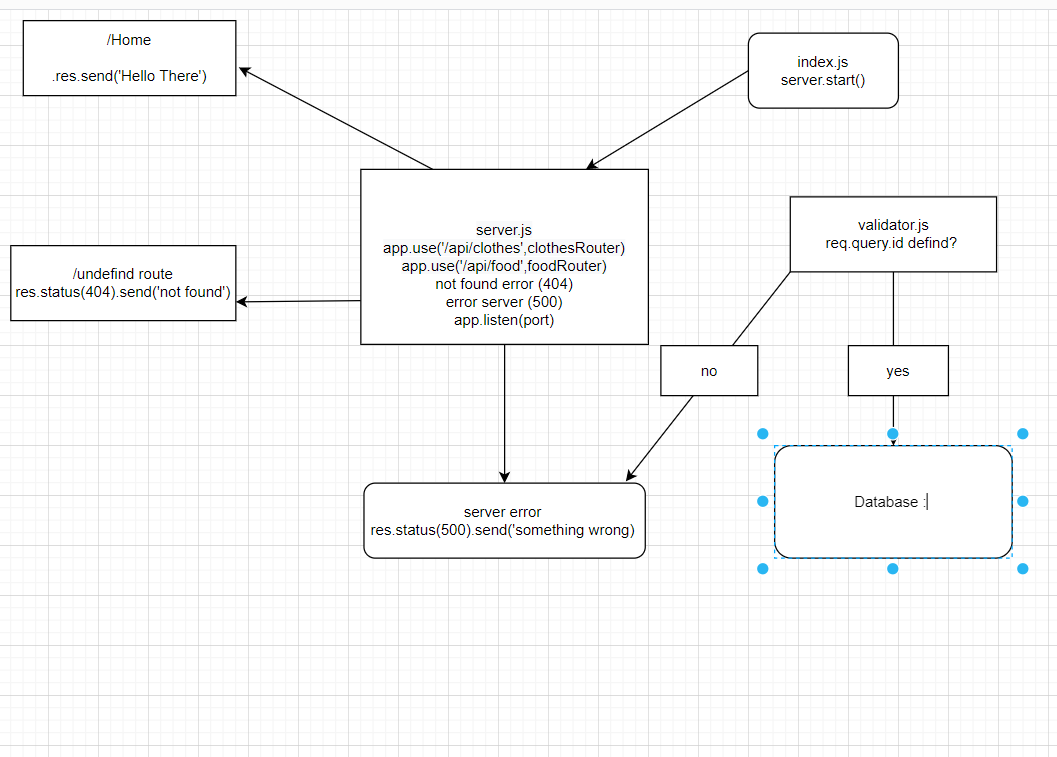 /Home
.res.send('Hello There')
index.js
server.start()
server.js
app.use('/api/clothes',clothesRouter)
app.use('/api/food',foodRouter)
not found error (404)
error server (500)
app.listen(port)
validator.js
req.query.id defind?
/undefind route
res.status(404).send('not found')
no
yes
Database :
server error
res.status(500).send('something wrong)